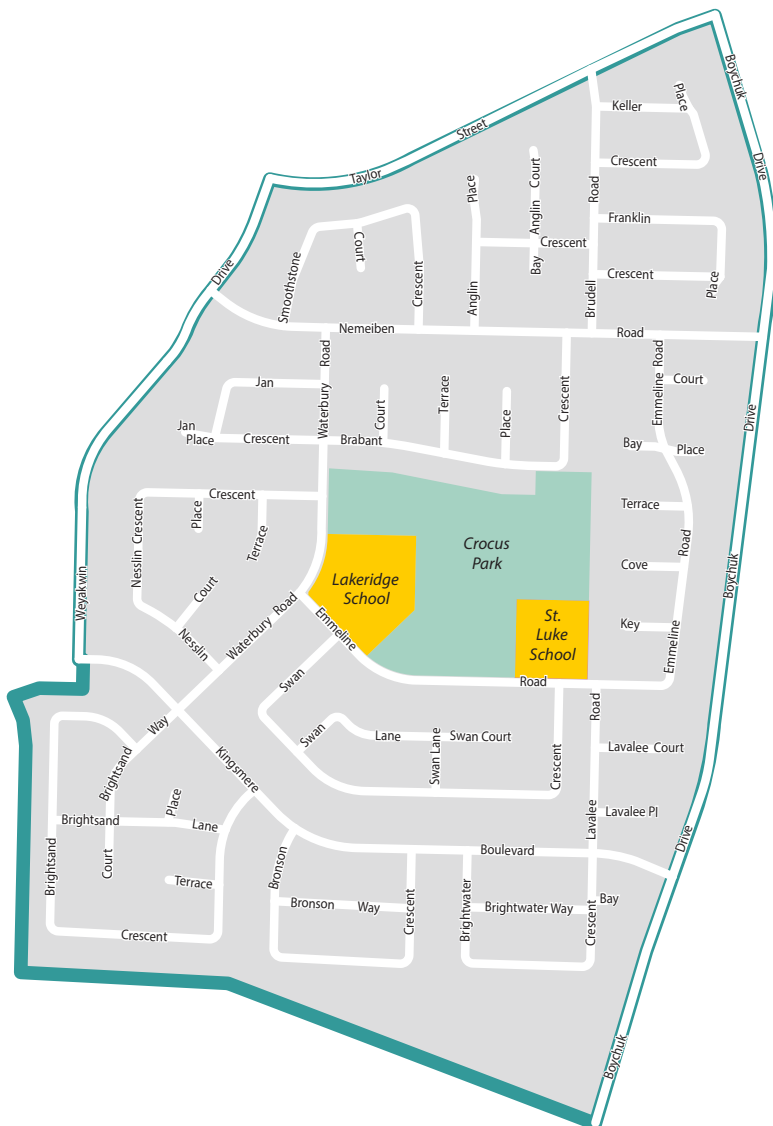 Boychuk
Place
Keller
Street
Taylor
Crescent
Drive
Court
Place
Road
Anglin
Franklin
Court
Crescent
Bay
Drive
Smoothstone
Crescent
Crescent
Place
Anglin
Brudell
Nemeiben
Road
Road
Road
Emmeline
Court
Jan
Crescent
Terrace
Waterbury
Court
Place
Drive
Jan
Place
Crescent
Brabant
Bay
Place
Crescent
Place
Terrace
Nesslin Crescent
Terrace
Crocus
Park
Road
Cove
Lakeridge
School
Boychuk
Weyakwin
Court
Road
Emmeline
St.
Luke
School
Key
Nesslin
Waterbury
Emmeline
Swan
Road
Road
Way
Swan
Lane
Swan Court
Lavalee Court
Kingsmere
Swan Lane
Crescent
Brightsand
Place
Lavalee Pl
Brightsand
Lane
Lavalee
Drive
Court
Boulevard
Brightsand
Terrace
Bronson
Bronson
Way
Crescent
Brightwater
Brightwater Way
Bay
Crescent
Crescent
Boychuk